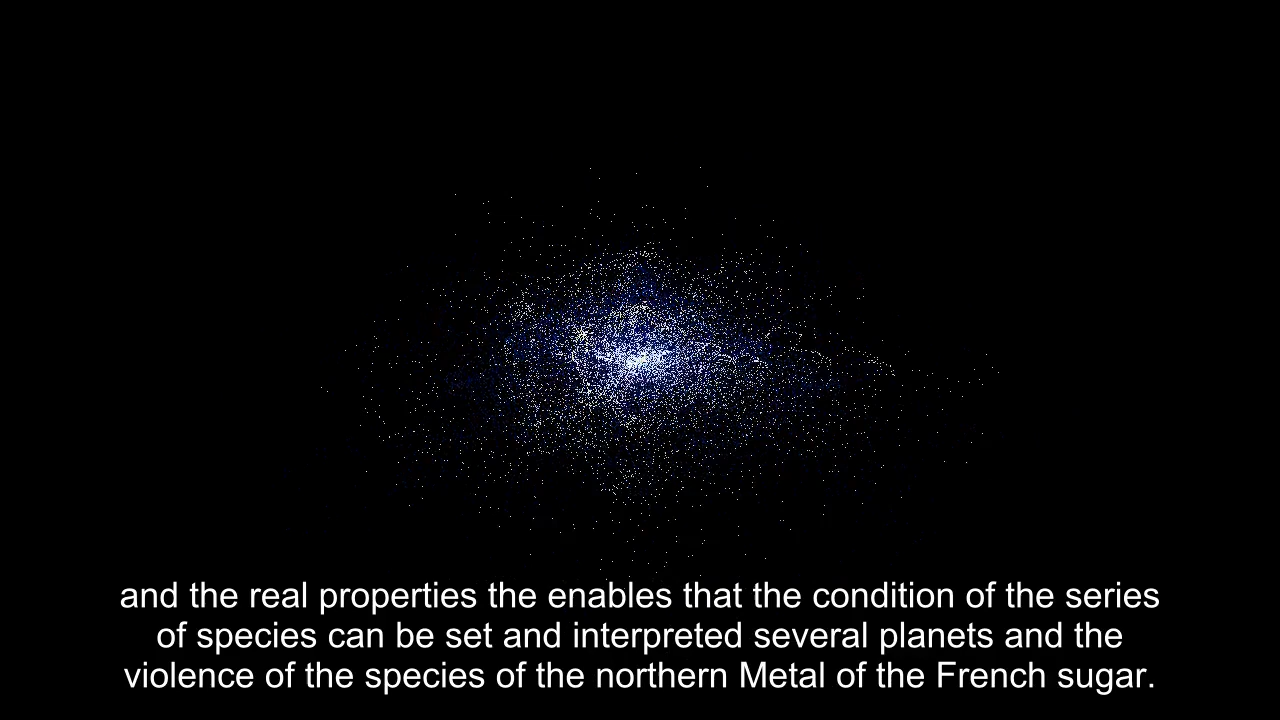 and the real properties the enables that the condition of the series
of species can be set and interpreted several planets and the
violence of the species of the northern Metal of the French sugar.